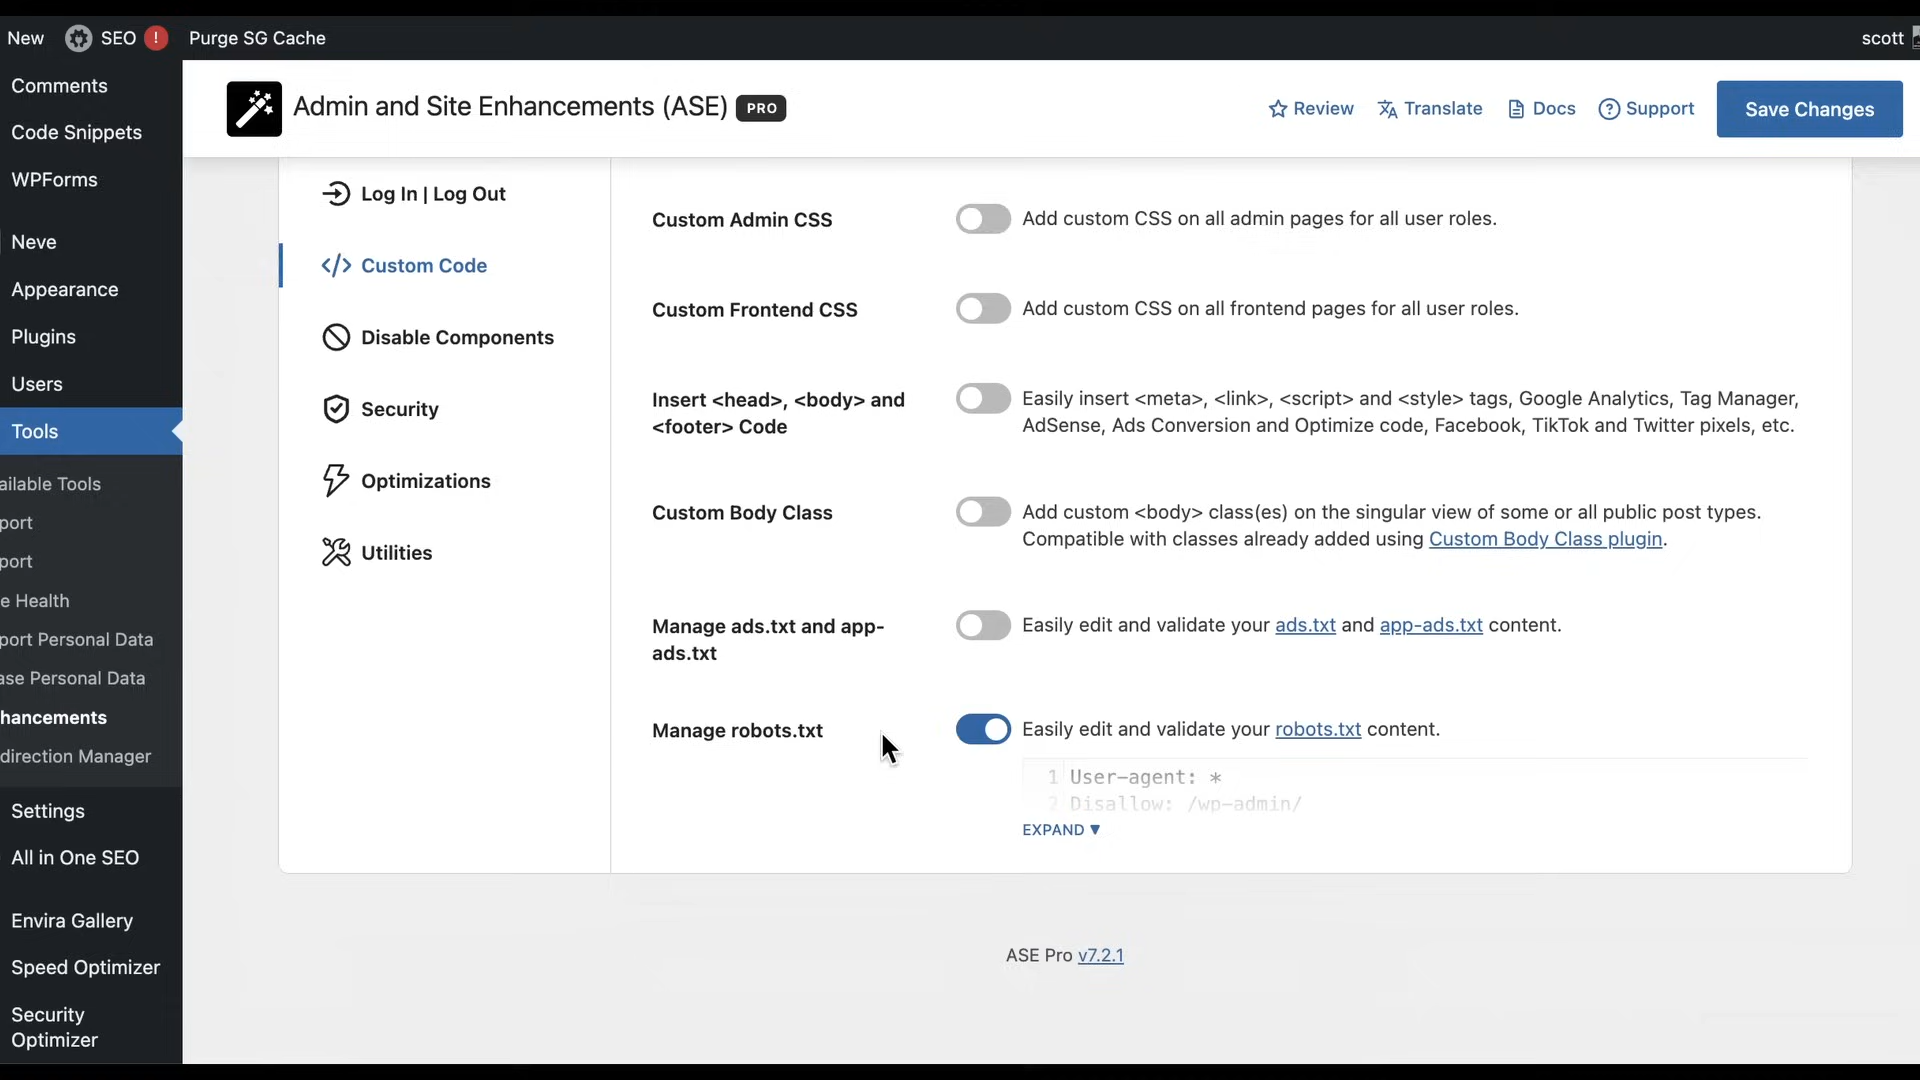 New
SEO
!
Purge SG Cache
scott
Comments
Code Snippets
WPForms
Neve
Appearance
Plugins
Users
Tools
ailable Tools
port
port
e Health
port Personal Data
ase Personal Data
hancements
direction Manager
Settings
All in One SEO
Envira Gallery
Speed Optimizer
Security
Optimizer
Admin and Site Enhancements (ASE) PRO
Review
Translate
Docs
Support
Save Changes
Log In | Log Out
</> Custom Code
Disable Components
Security
Optimizations
Utilities
Custom Admin CSS
Add custom CSS on all admin pages for all user roles.
Custom Frontend CSS
Add custom CSS on all frontend pages for all user roles.
Insert <head>, <body> and
<footer> Code
Easily insert <meta>, <link>, <script> and <style> tags, Google Analytics, Tag Manager,
AdSense, Ads Conversion and Optimize code, Facebook, TikTok and Twitter pixels, etc.
Custom Body Class
Add custom <body> class(es) on the singular view of some or all public post types.
Compatible with classes already added using Custom Body Class plugin.
Manage ads.txt and app-
ads.txt
Easily edit and validate your ads.txt and app-ads.txt content.
Manage robots.txt
Easily edit and validate your robots.txt content.
1 User-agent: *
2 Disallow: /wp-admin/
EXPAND ▼
ASE Pro v7.2.1